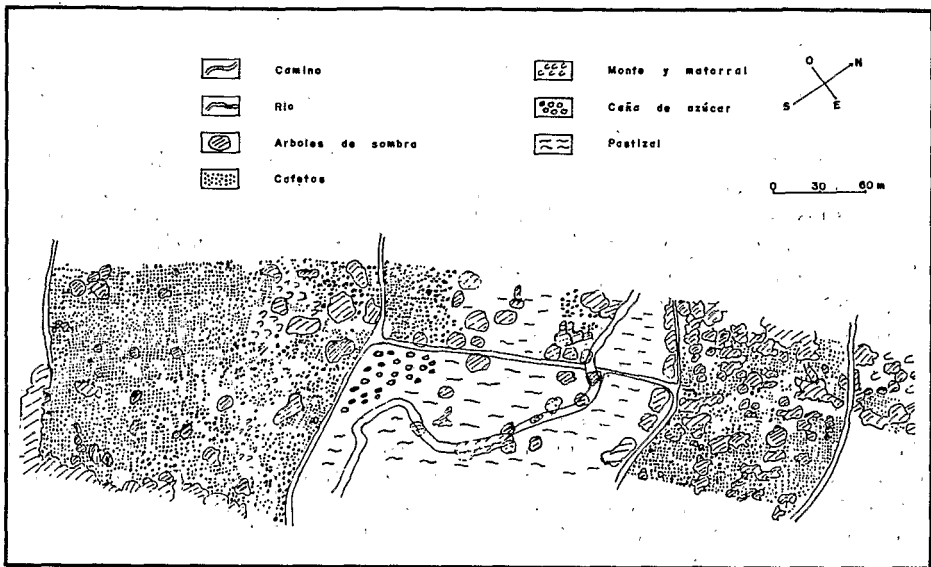 Camino
Rio
Arboles de sombra
Cafetos
Monte y matorral
Caña de azúcar
Pastizal
O N
S E
0 30 60 m